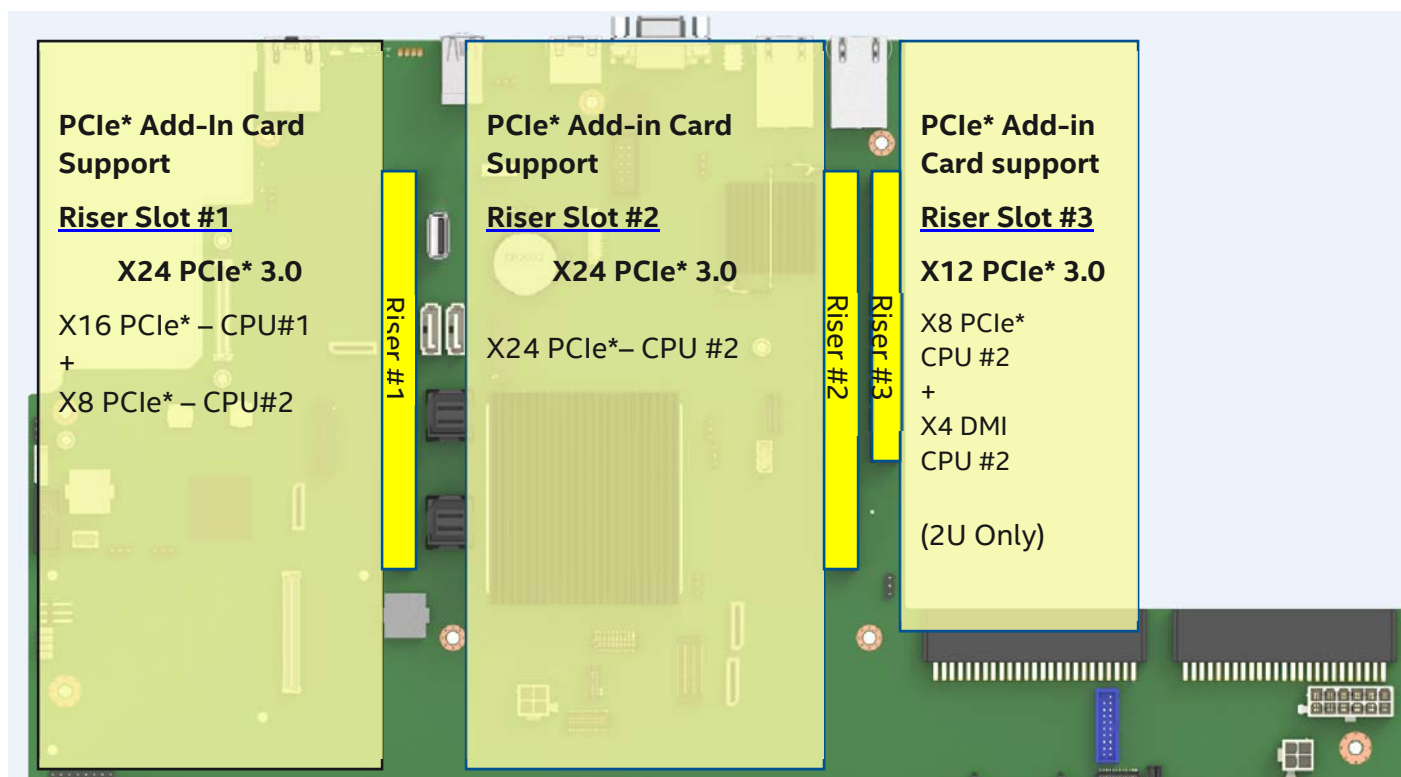 PCIe* Add-In Card
Support
Riser Slot #1
X24 PCIe* 3.0
X16 PCIe* – CPU#1
+
X8 PCIe* – CPU#2
Riser #1
PCIe* Add-in Card
Support
Riser Slot #2
X24 PCIe* 3.0
X24 PCIe*– CPU #2
Riser #2
Riser #3
PCIe* Add-in
Card support
Riser Slot #3
X12 PCIe* 3.0
X8 PCIe*
CPU #2
+
X4 DMI
CPU #2
(2U Only)